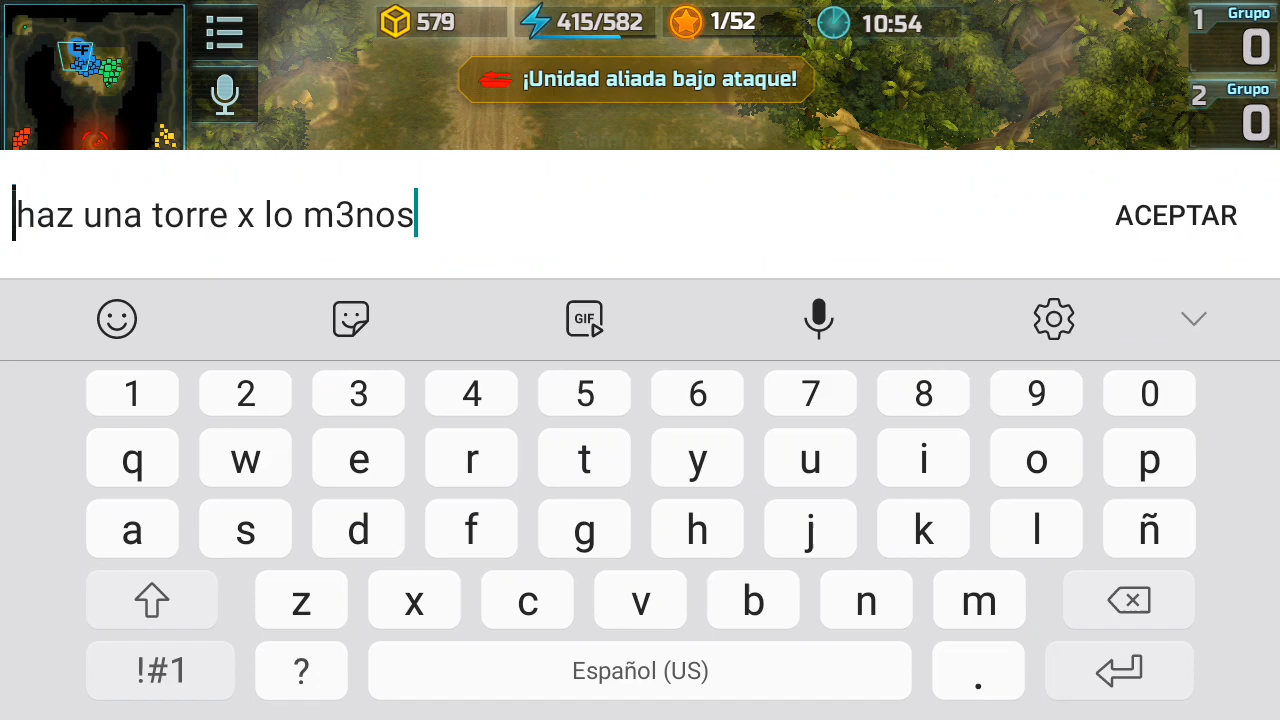 EF
579
415/582
1/52
10:54
1 Grupo
0
2 Grupo
0
¡Unidad aliada bajo ataque!
haz una torre x lo m3nos
ACEPTAR
GIF
1 2 3 4 5 6 7 8 9 0
q w e r t y u i o p
a s d f g h j k l ñ
z x c v b n m
!#1 ? Español (US) .